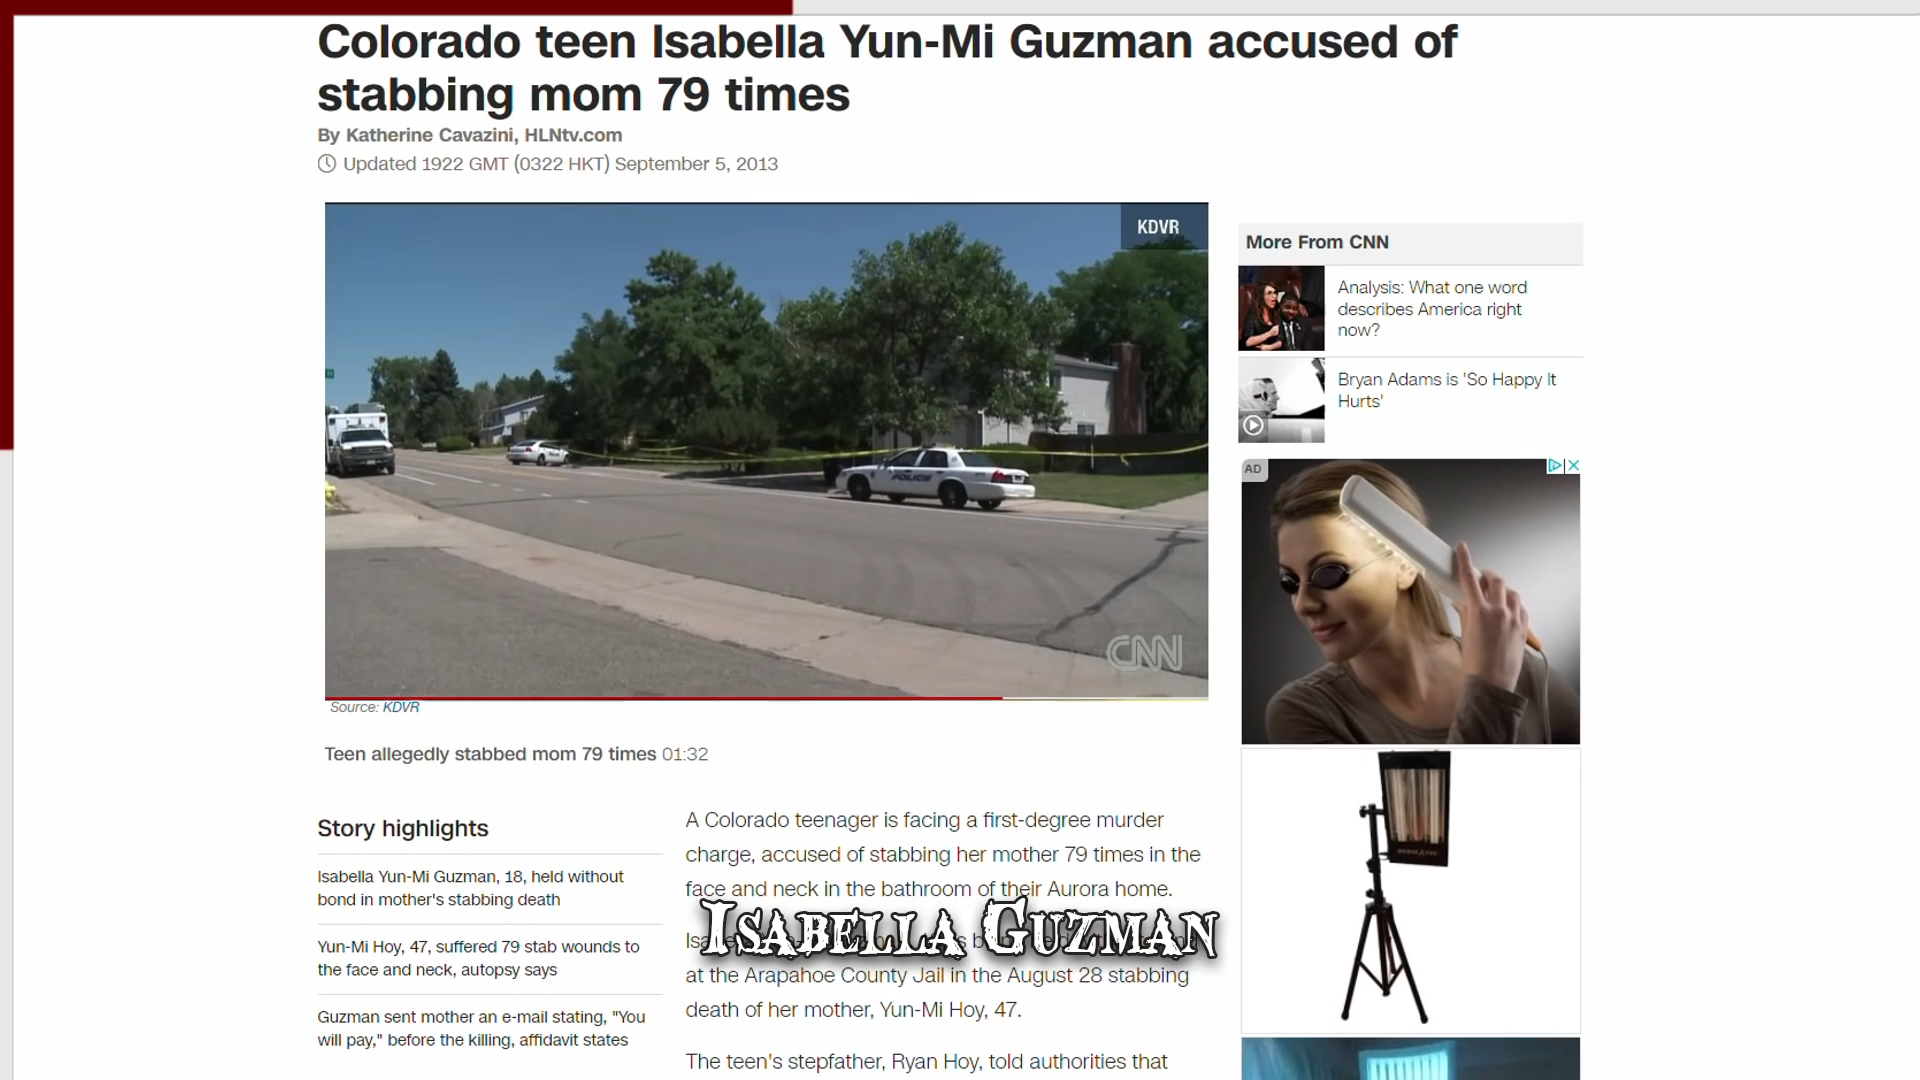 Colorado teen Isabella Yun-Mi Guzman accused of
stabbing mom 79 times
By Katherine Cavazini, HLNtv.com
Updated 1922 GMT (0322 HKT) September 5, 2013
KDVR
POLICE
CNN
Source: KDVR
Teen allegedly stabbed mom 79 times 01:32
Story highlights
Isabella Yun-Mi Guzman, 18, held without
bond in mother's stabbing death
Yun-Mi Hoy, 47, suffered 79 stab wounds to
the face and neck, autopsy says
Guzman sent mother an e-mail stating, "You
will pay," before the killing, affidavit states
A Colorado teenager is facing a first-degree murder
charge, accused of stabbing her mother 79 times in the
face and neck in the bathroom of their Aurora home.
Isabella Guzman
at the Arapahoe County Jail in the August 28 stabbing
death of her mother, Yun-Mi Hoy, 47.
The teen's stepfather, Ryan Hoy, told authorities that
More From CNN
Analysis: What one word
describes America right
now?
Bryan Adams is 'So Happy It
Hurts'
AD